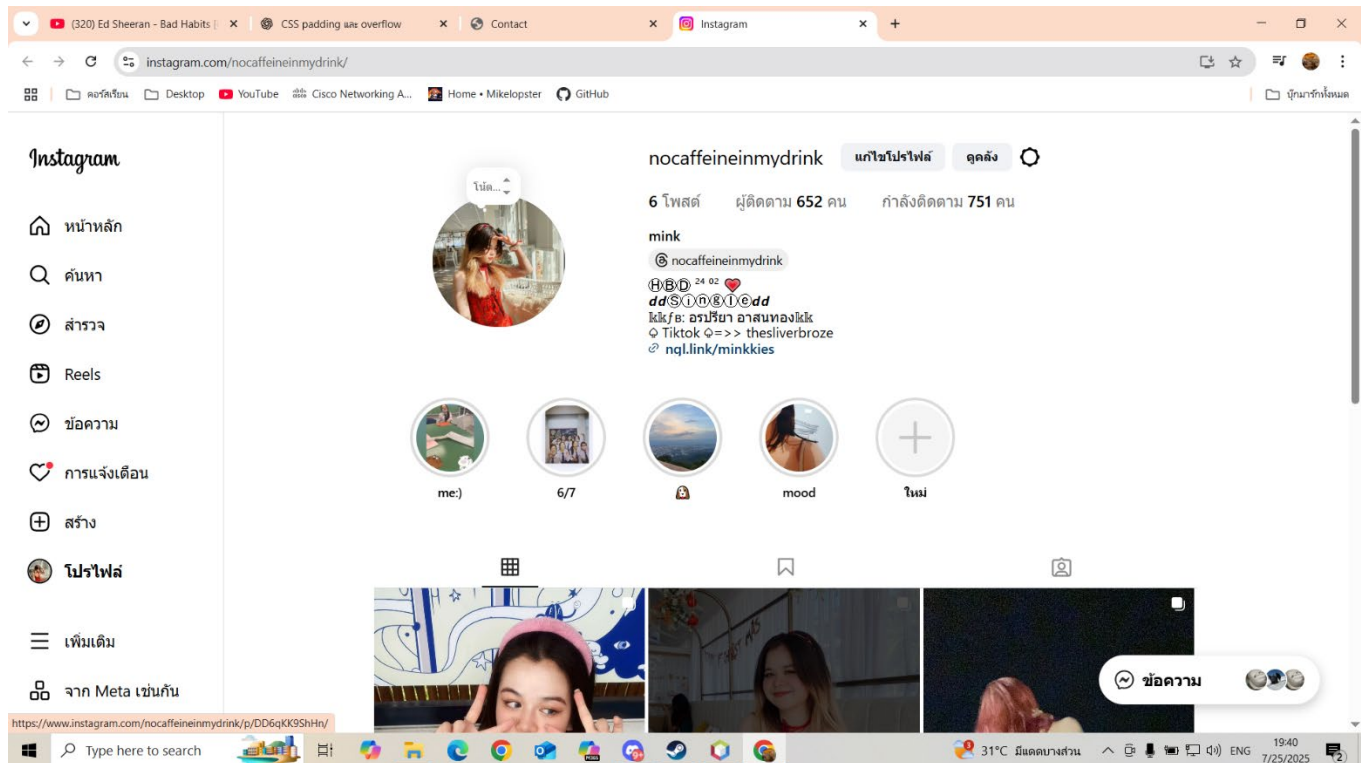 (320) Ed Sheeran - Bad Habits [
CSS padding และ overflow
Contact
Instagram
instagram.com/nocaffeineinmydrink/
คอร์สเรียน
Desktop
YouTube
Cisco Networking A...
Home • Mikelopster
GitHub
บุ๊กมาร์กทั้งหมด
Instagram
หน้าหลัก
ค้นหา
สำรวจ
Reels
ข้อความ
การแจ้งเตือน
สร้าง
โปรไฟล์
เพิ่มเติม
จาก Meta เช่นกัน
โน้ต...
nocaffeineinmydrink
แก้ไขโปรไฟล์
ดูคลัง
6 โพสต์ ผู้ติดตาม 652 คน กำลังติดตาม 751 คน
mink
nocaffeineinmydrink
ⒽⒷⒹ ²⁴ ⁰² 💗
𝙙𝙙Ⓢⓘⓝⓖⓛⓔ𝙙𝙙
𝕜𝕜ƒʙ: อรปรียา อาสนทอง𝕜𝕜
♤ Tiktok ♤=>> thesliverbroze
nql.link/minkkies
me:)
6/7
mood
ใหม่
ข้อความ
https://www.instagram.com/nocaffeineinmydrink/p/DD6qKK9ShHn/
Type here to search
31°C มีแดดบางส่วน
ENG
19:40
7/25/2025
2